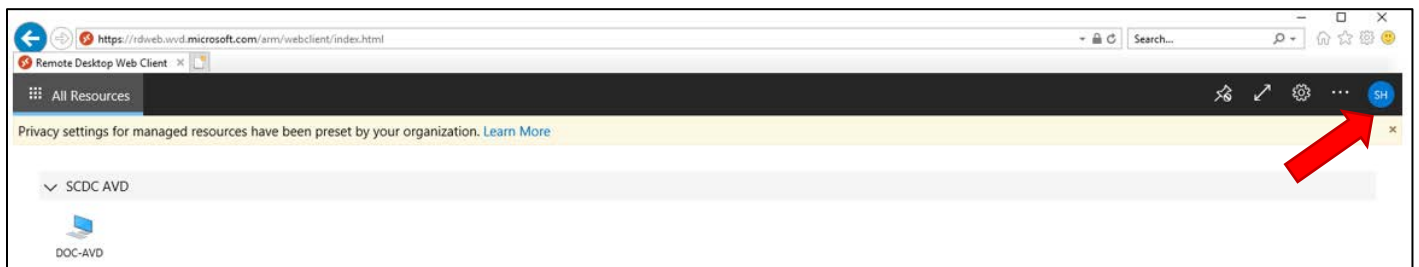 https://rdweb.wvd.microsoft.com/arm/webclient/index.html Search...
Remote Desktop Web Client
All Resources SH
Privacy settings for managed resources have been preset by your organization. Learn More
SCDC AVD
DOC-AVD